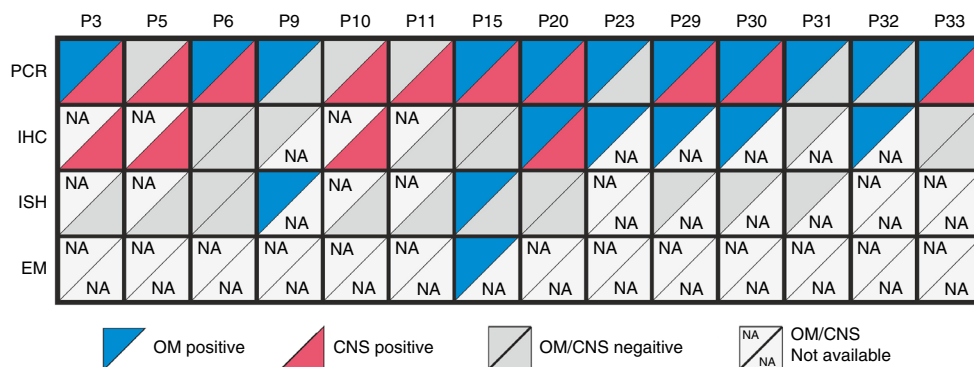 P3 P5 P6 P9 P10 P11 P15 P20 P23 P29 P30 P31 P32 P33
PCR
NA NA NA NA
IHC
NA NA NA NA NA NA
NA NA NA NA NA NA NA
ISH
NA NA NA NA NA NA NA
NA NA NA NA NA NA NA NA NA NA NA NA NA
EM
NA NA NA NA NA NA NA NA NA NA NA NA NA NA
OM positive
CNS positive
OM/CNS negaitive
NA
NA
OM/CNS
Not available